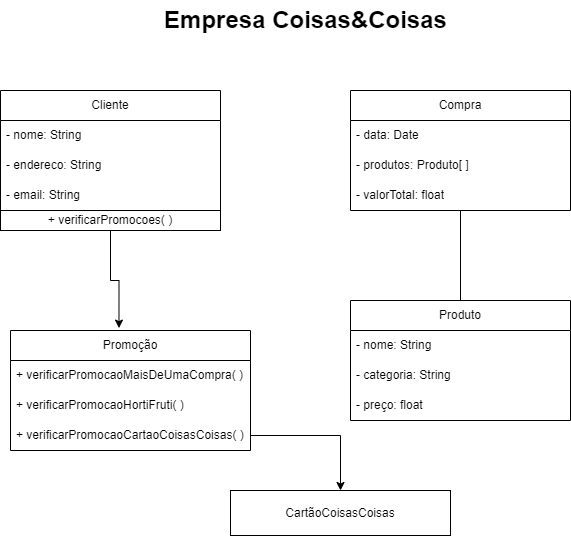 Empresa Coisas&Coisas
Cliente
- nome: String
- endereco: String
- email: String
+ verificarPromocoes( )
Compra
- data: Date
- produtos: Produto[ ]
- valorTotal: float
Promoção
+ verificarPromocaoMaisDeUmaCompra( )
+ verificarPromocaoHortiFruti( )
+ verificarPromocaoCartaoCoisasCoisas( )
Produto
- nome: String
- categoria: String
- preço: float
CartãoCoisasCoisas